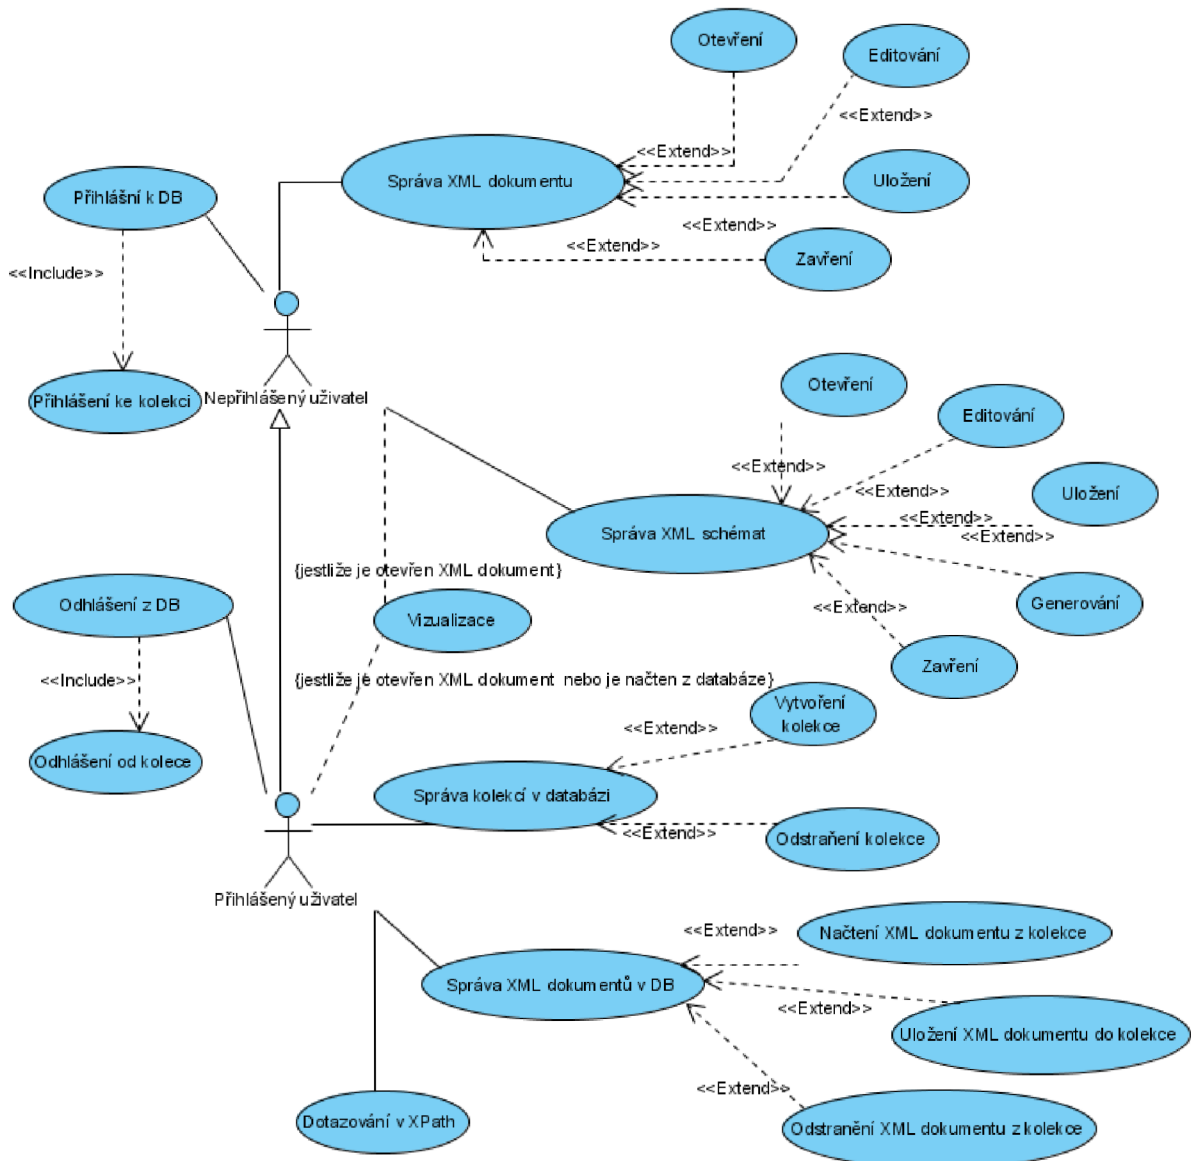 Otevření
Editování
<<Extend>>
<<Extend>>
Správa XML dokumentu
Uložení
Přihlášní k DB
<<Extend>>
<<Extend>>
Zavření
<<Include>>
Přihlášení ke kolekci
Nepřihlášený uživatel
Otevření
Editování
<<Extend>>
Uložení
<<Extend>>
<<Extend>>
<<Extend>>
Správa XML schémat
{jestliže je otevřen XML dokument}
Generování
<<Extend>>
Odhlášení z DB
Vizualizace
Zavření
<<Include>>
{jestliže je otevřen XML dokument nebo je načten z databáze}
Vytvoření
kolekce
<<Extend>>
Odhlášení od kolece
Správa kolekcí v databázi
<<Extend>>
Odstraňení kolekce
Přihlášený uživatel
<<Extend>>
Načtení XML dokumentu z kolekce
Správa XML dokumentů v DB
<<Extend>>
Uložení XML dokumentu do kolekce
<<Extend>>
Dotazování v XPath
Odstranění XML dokumentu z kolekce